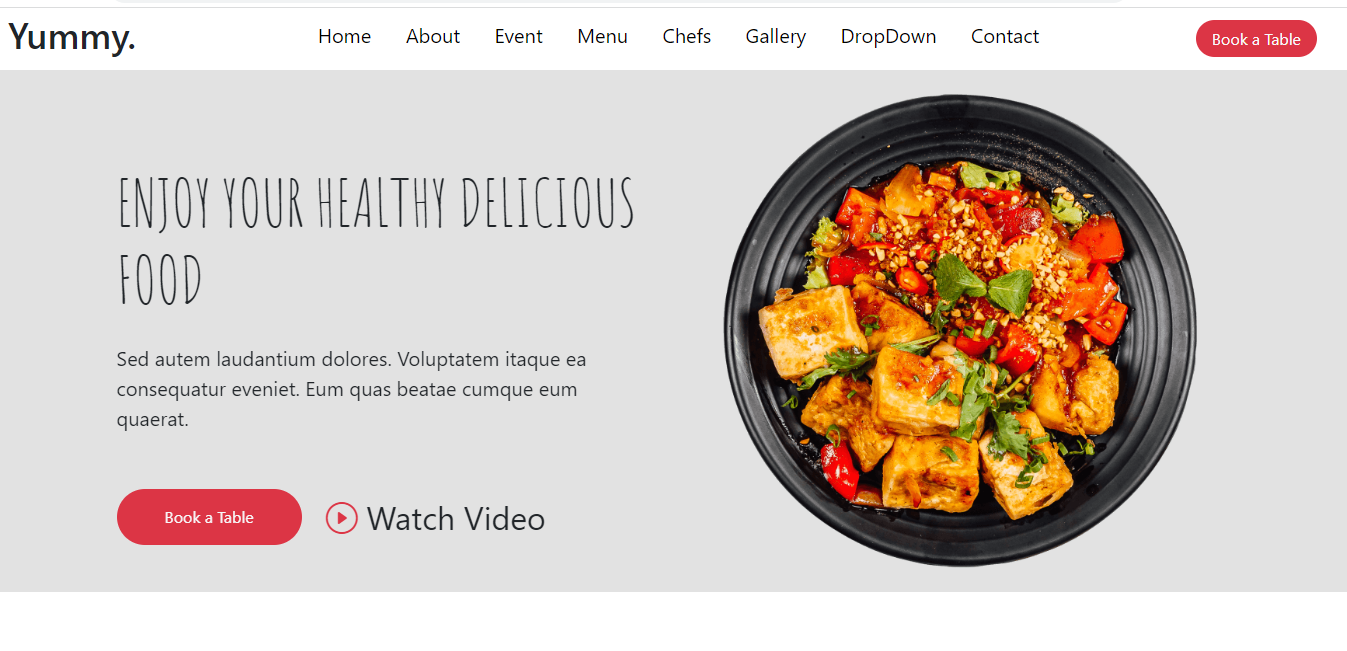 Yummy.
Home About Event Menu Chefs Gallery DropDown Contact
Book a Table
ENJOY YOUR HEALTHY DELICIOUS
FOOD
Sed autem laudantium dolores. Voluptatem itaque ea
consequatur eveniet. Eum quas beatae cumque eum
quaerat.
Book a Table
Watch Video